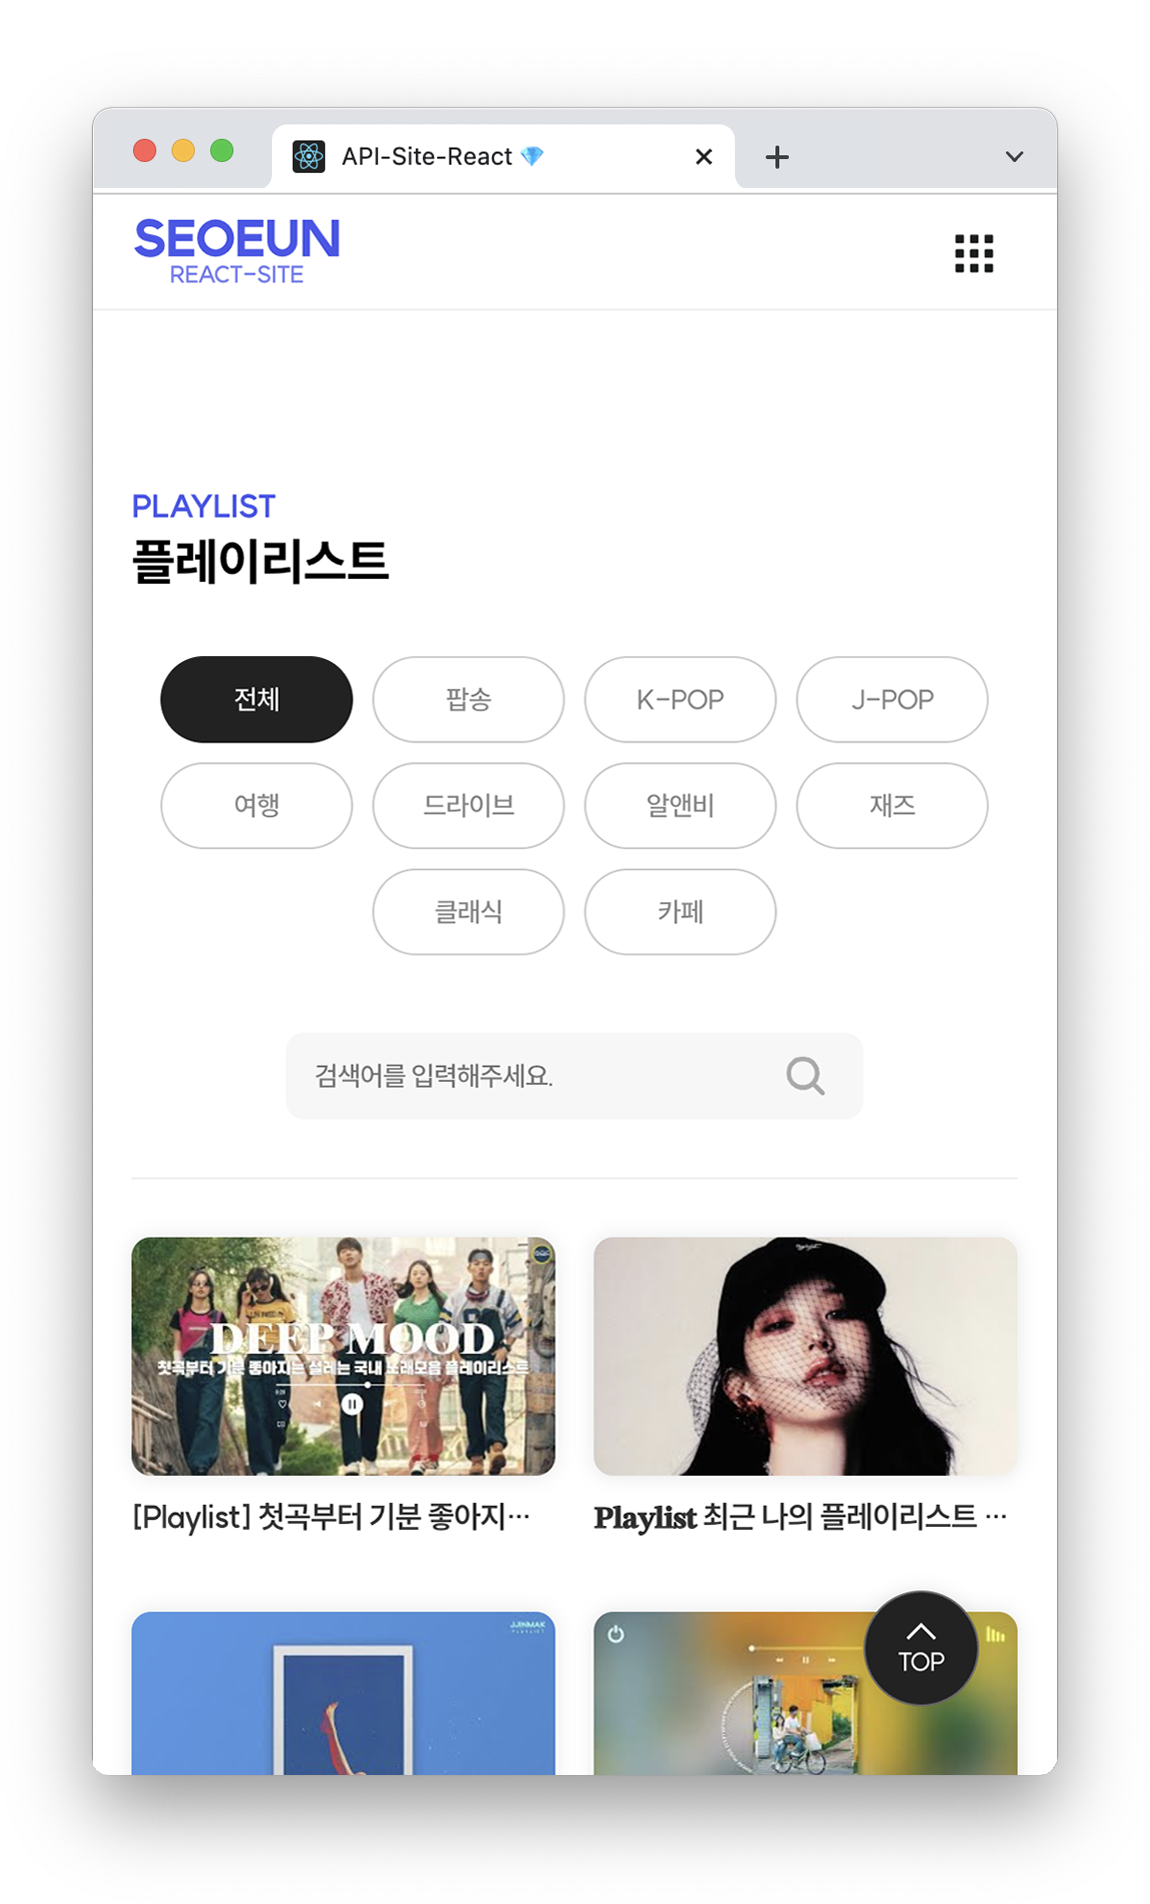 API-Site-React
SEOEUN
REACT-SITE
PLAYLIST
플레이리스트
전체
팝송
K-POP
J-POP
여행
드라이브
알앤비
재즈
클래식
카페
검색어를 입력해주세요.
DEEP MOOD
첫곡부터 기분 좋아지는 설레는 국내 노래모음 플레이리스트
[Playlist] 첫곡부터 기분 좋아지…
Playlist 최근 나의 플레이리스트 …
JJINMAK
PLAYLIST
TOP